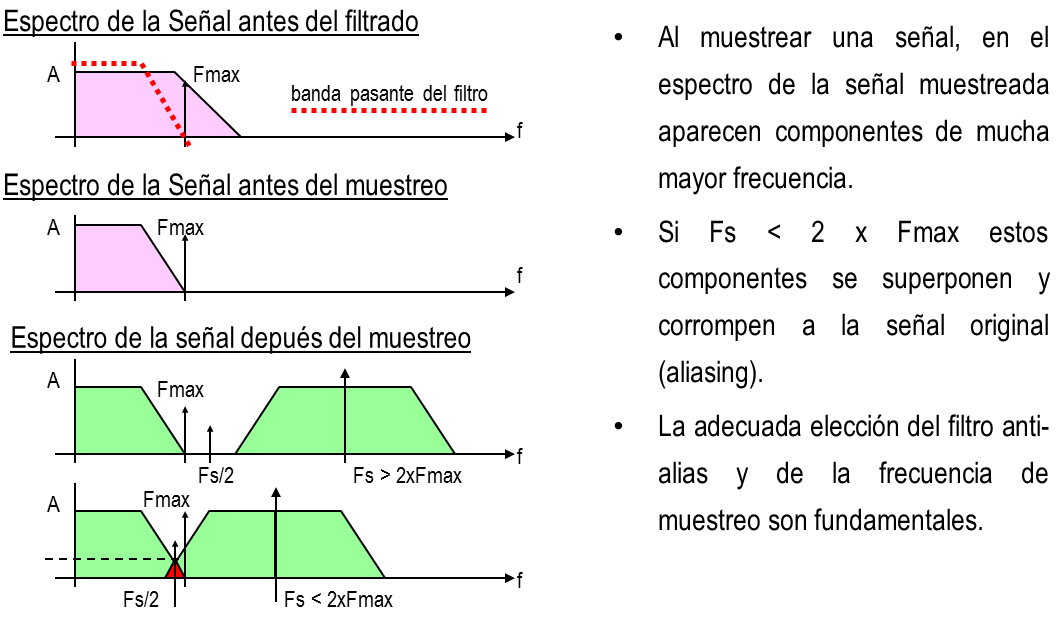 Espectro de la Señal antes del filtrado
A
Fmax
banda pasante del filtro
f
Espectro de la Señal antes del muestreo
A
Fmax
f
Espectro de la señal depués del muestreo
A
Fmax
f
Fs/2
Fs > 2xFmax
A
Fmax
f
Fs/2
Fs < 2xFmax
• Al muestrear una señal, en el
espectro de la señal muestreada
aparecen componentes de mucha
mayor frecuencia.
• Si Fs < 2 x Fmax estos
componentes se superponen y
corrompen a la señal original
(aliasing).
• La adecuada elección del filtro anti-
alias y de la frecuencia de
muestreo son fundamentales.